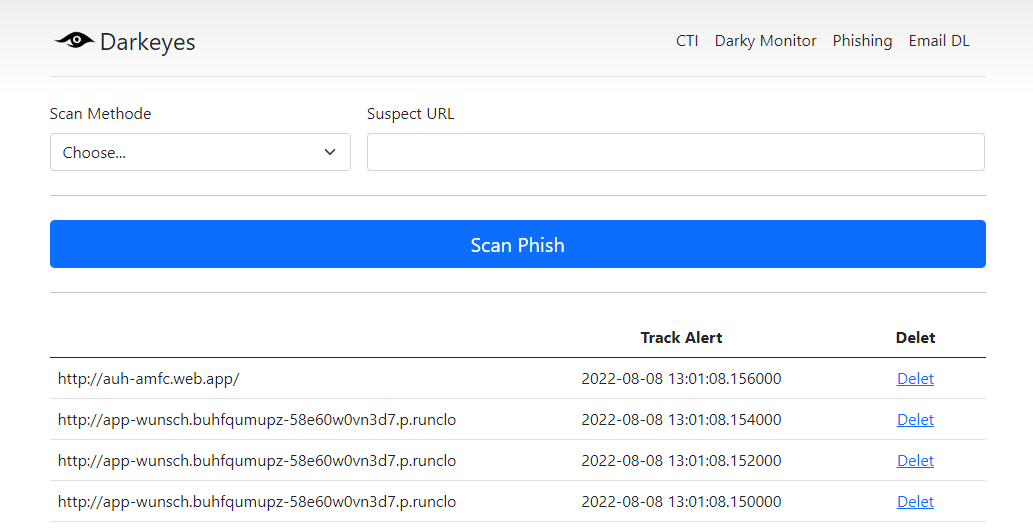 Darkeyes CTI Darky Monitor Phishing Email DL
Scan Methode Suspect URL
Choose...
Scan Phish
Track Alert Delet
http://auh-amfc.web.app/ 2022-08-08 13:01:08.156000 Delet
http://app-wunsch.buhfqumupz-58e60w0vn3d7.p.runclo 2022-08-08 13:01:08.154000 Delet
http://app-wunsch.buhfqumupz-58e60w0vn3d7.p.runclo 2022-08-08 13:01:08.152000 Delet
http://app-wunsch.buhfqumupz-58e60w0vn3d7.p.runclo 2022-08-08 13:01:08.150000 Delet